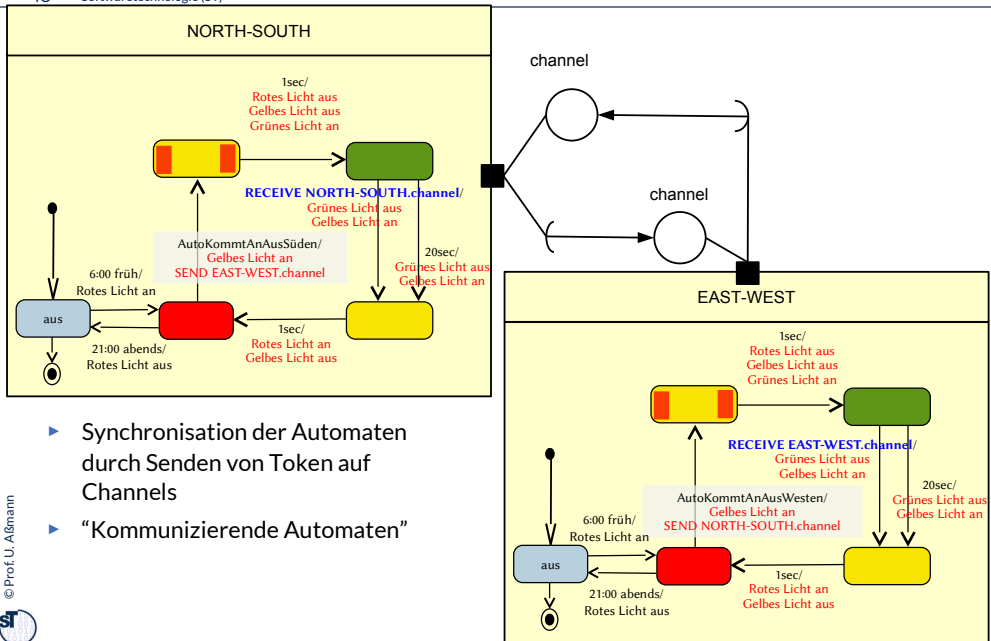 Softwaretechnologie (ST)
NORTH-SOUTH
1sec/
Rotes Licht aus
Gelbes Licht aus
Grünes Licht an
RECEIVE NORTH-SOUTH.channel/
Grünes Licht aus
Gelbes Licht an
AutoKommtAnAusSüden/
Gelbes Licht an
SEND EAST-WEST.channel
20sec/
Grünes Licht aus
Gelbes Licht an
6:00 früh/
Rotes Licht an
aus
21:00 abends/
Rotes Licht aus
1sec/
Rotes Licht an
Gelbes Licht aus
channel
channel
EAST-WEST
1sec/
Rotes Licht aus
Gelbes Licht aus
Grünes Licht an
RECEIVE EAST-WEST.channel/
Grünes Licht aus
Gelbes Licht an
AutoKommtAnAusWesten/
Gelbes Licht an
SEND NORTH-SOUTH.channel
20sec/
Grünes Licht aus
Gelbes Licht an
6:00 früh/
Rotes Licht an
aus
21:00 abends/
Rotes Licht aus
1sec/
Rotes Licht an
Gelbes Licht aus
► Synchronisation der Automaten
durch Senden von Token auf
Channels
► “Kommunizierende Automaten”
© Prof. U. Aßmann
ST